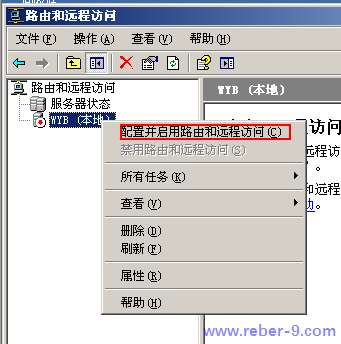 路由和远程访问
文件(F) 操作(A) 查看(V) 帮助(H)
路由和远程访问
服务器状态
WYB (本地)
WYB (本地)
配置并启用路由和远程访问(C)
禁用路由和远程访问(S)
所有任务(K)
查看(V)
删除(D)
刷新(F)
属性(R)
帮助(H)
访问
远程访
和远程
www.reber-9.com